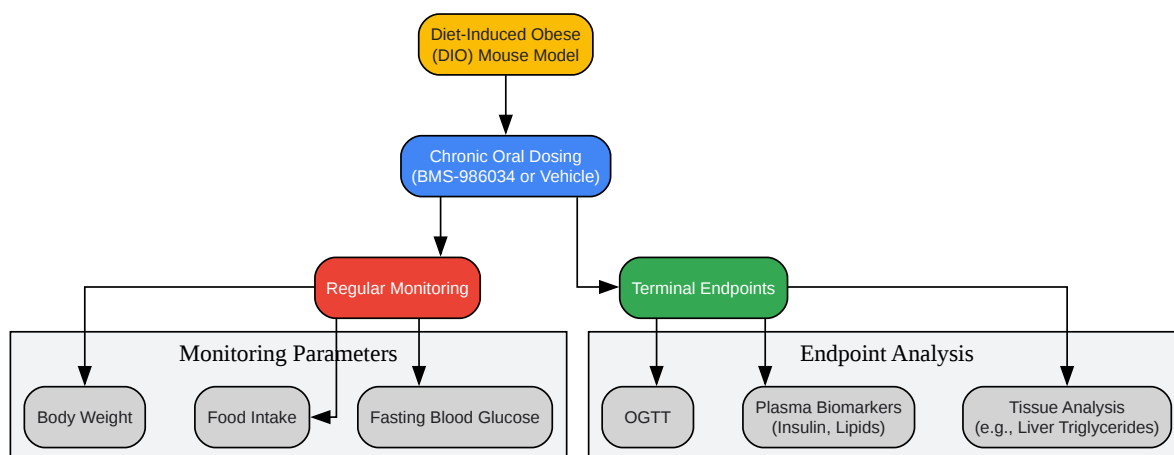 Diet-Induced Obese
(DIO) Mouse Model
Chronic Oral Dosing
(BMS-986034 or Vehicle)
Regular Monitoring
Terminal Endpoints
Monitoring Parameters
Endpoint Analysis
Body Weight
Food Intake
Fasting Blood Glucose
OGTT
Plasma Biomarkers
(Insulin, Lipids)
Tissue Analysis
(e.g., Liver Triglycerides)